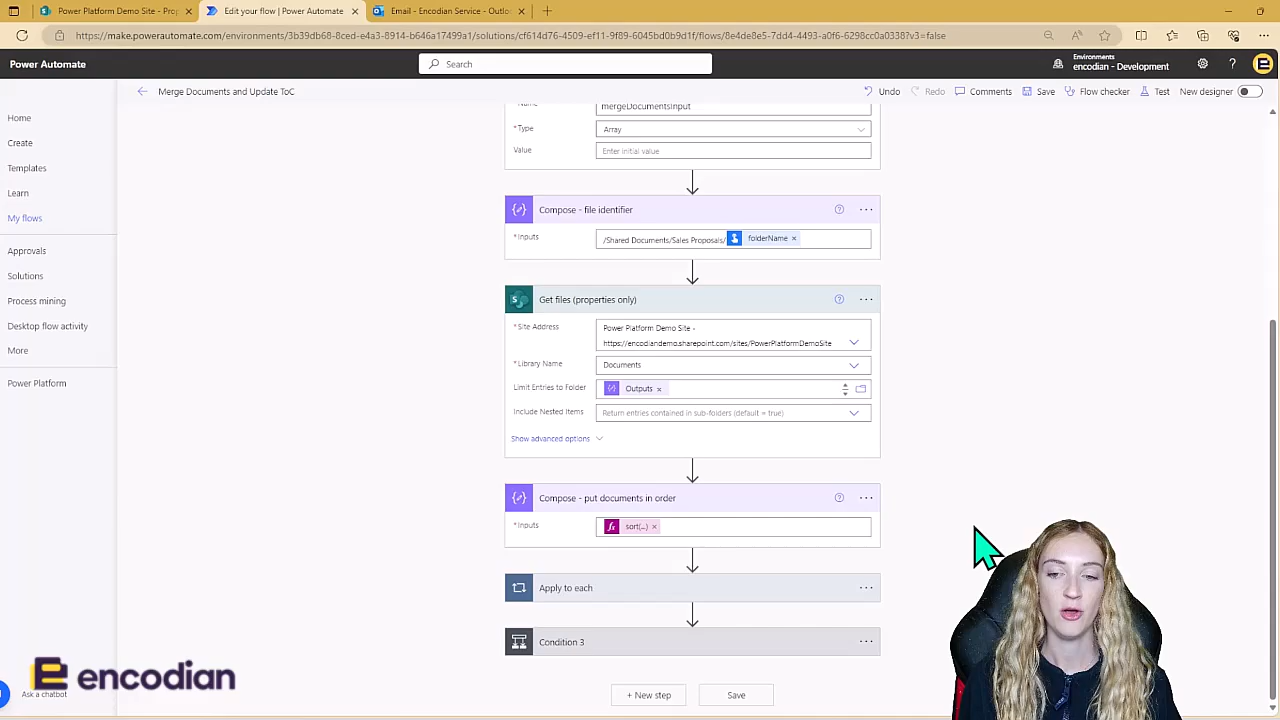 Power Platform Demo Site - Prop
Edit your flow | Power Automate
Email - Encodian Service - Outlo
https://make.powerautomate.com/environments/3b39db68-8ced-e4a3-8914-b646a17499a1/solutions/cf614d76-4509-ef11-9f89-6045bd0b9d1f/flows/8e4de8e5-7dd4-4493-a0f6-6298cc0a0338?v3=false
Power Automate
Search
Environments
encodian - Development
Merge Documents and Update ToC
Undo
Redo
Comments
Save
Flow checker
Test
New designer
Home
Create
Templates
Learn
My flows
Approvals
Solutions
Process mining
Desktop flow activity
More
Power Platform
Ask a chatbot
* Name mergeDocumentsInput
* Type Array
Value Enter initial value
Compose - file identifier
* Inputs /Shared Documents/Sales Proposals/ folderName
Get files (properties only)
* Site Address Power Platform Demo Site -
https://encodiandemo.sharepoint.com/sites/PowerPlatformDemoSite
* Library Name Documents
Limit Entries to Folder Outputs
Include Nested Items Return entries contained in sub-folders (default = true)
Show advanced options
Compose - put documents in order
* Inputs sort(...)
Apply to each
Condition 3
+ New step Save
encodian